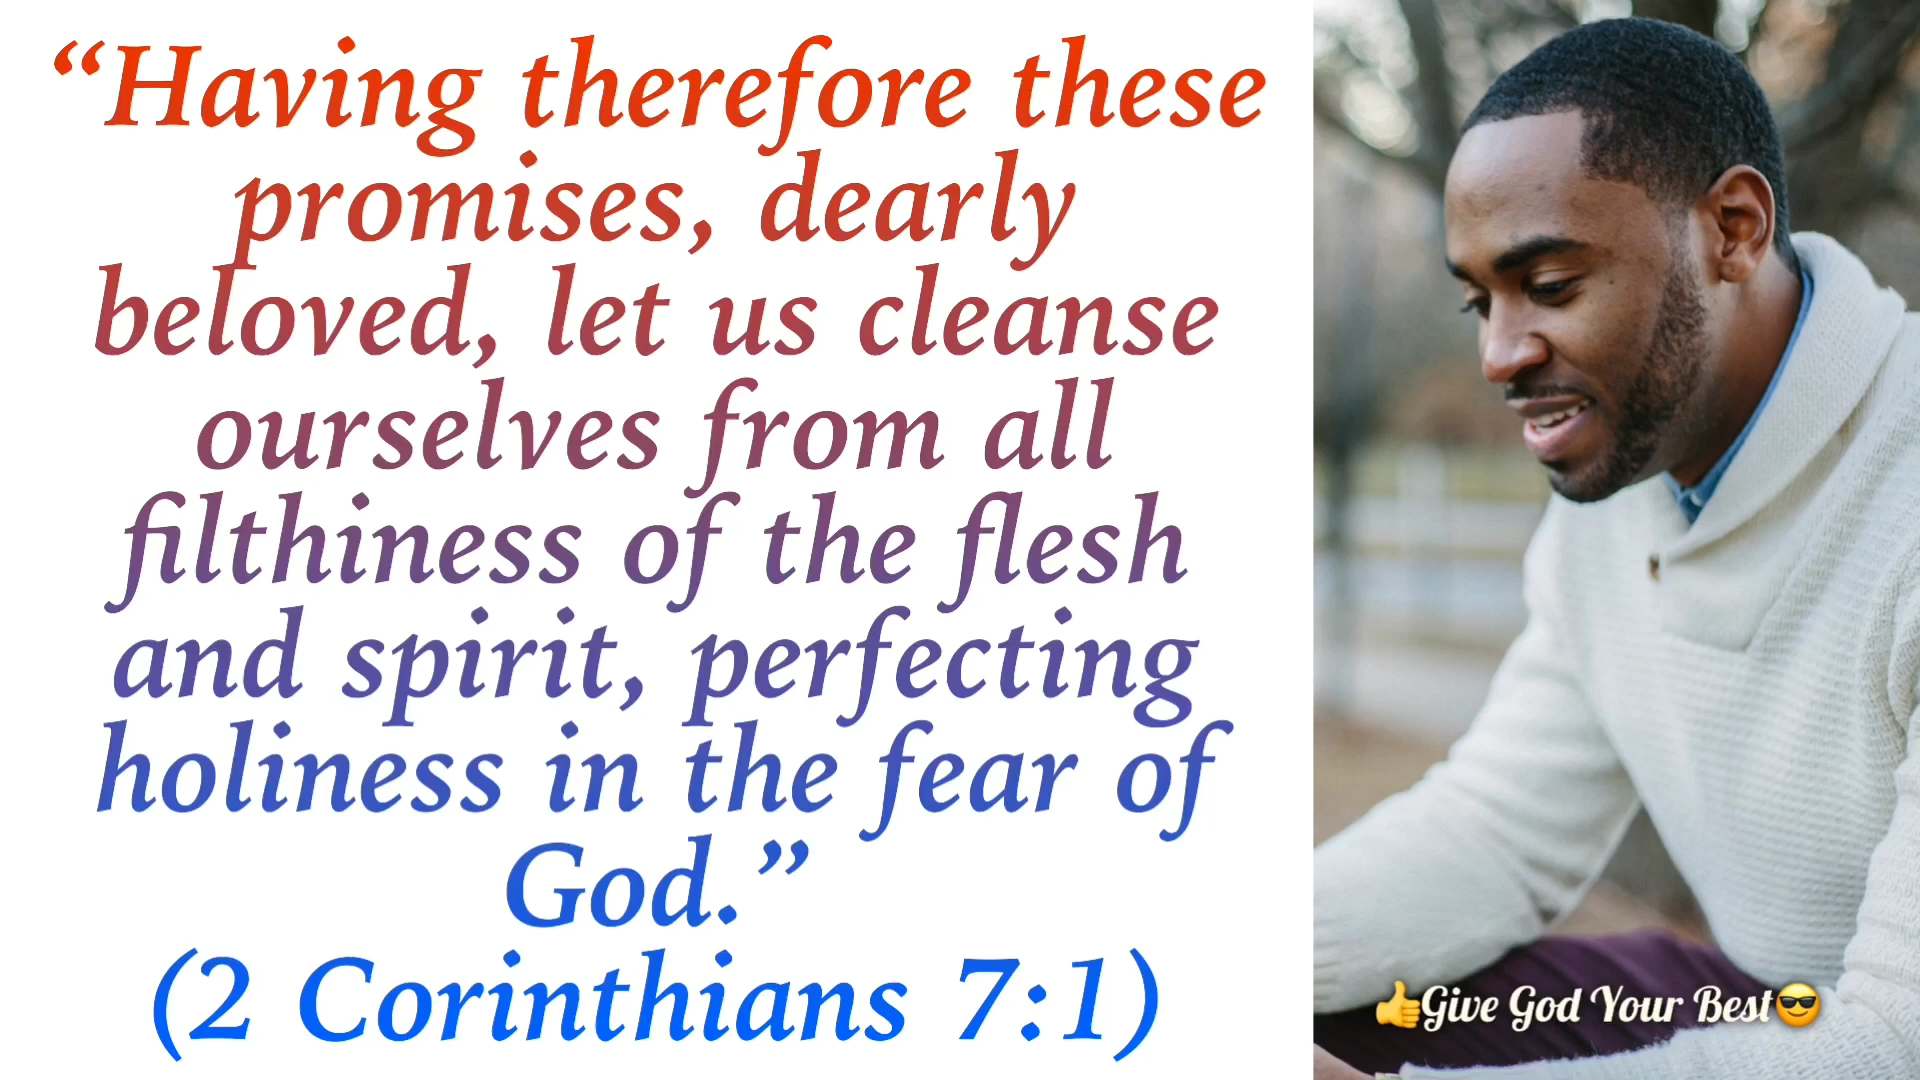 “Having therefore these
promises, dearly
beloved, let us cleanse
ourselves from all
filthiness of the flesh
and spirit, perfecting
holiness in the fear of
God.”
(2 Corinthians 7:1)
👍Give God Your Best😎